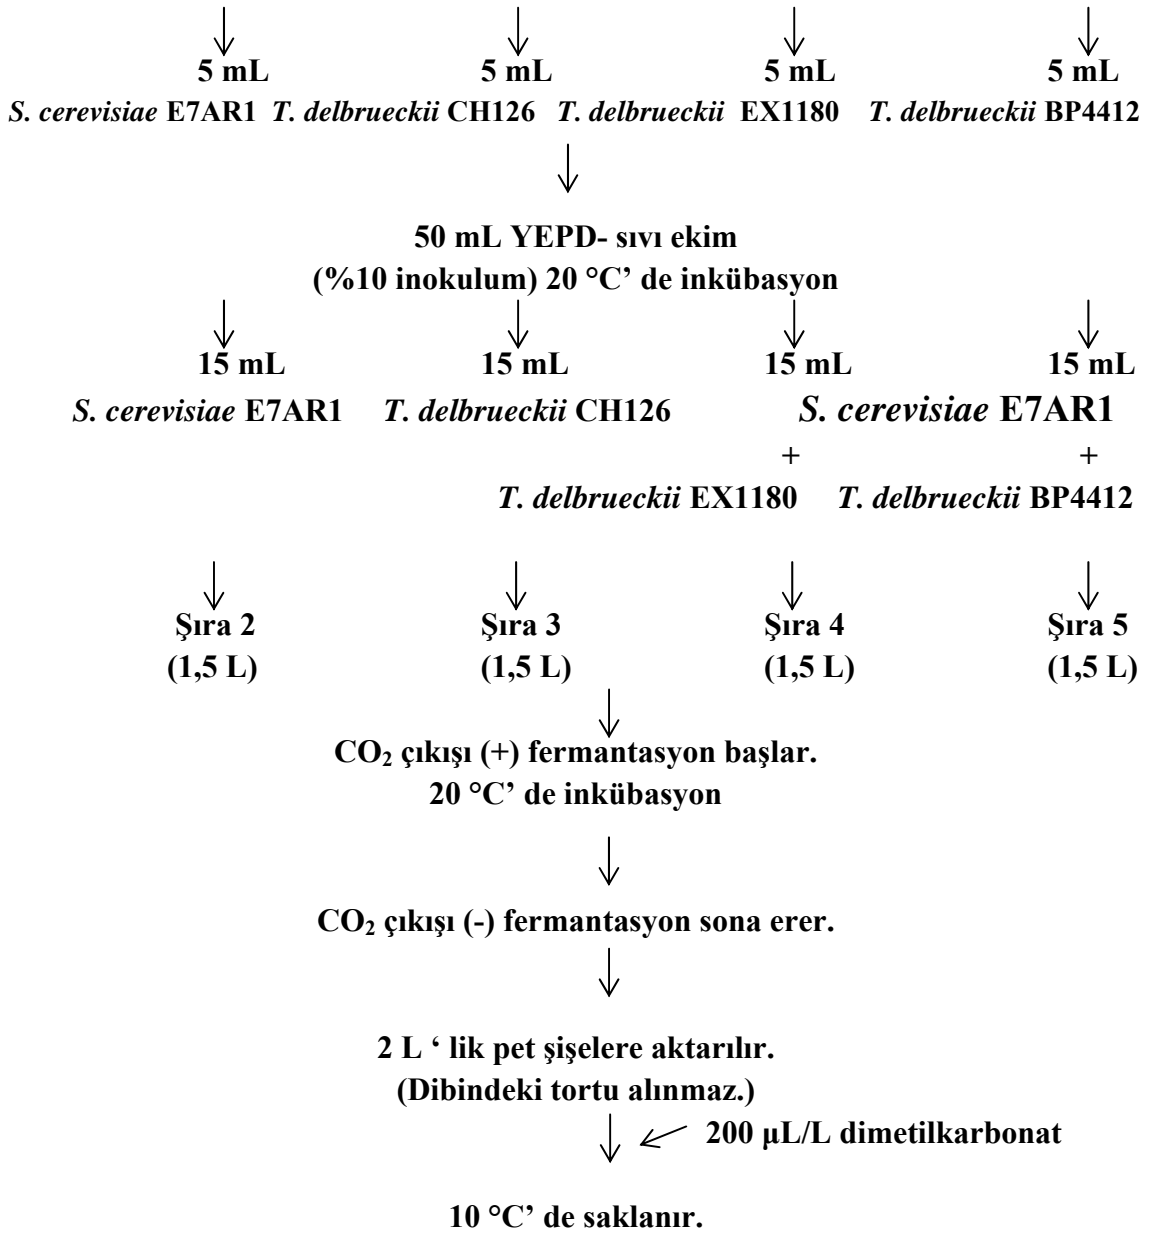 5 mL 5 mL 5 mL 5 mL
S. cerevisiae E7AR1 T. delbrueckii CH126 T. delbrueckii EX1180 T. delbrueckii BP4412
50 mL YEPD- sıvı ekim
(%10 inokulum) 20 °C’ de inkübasyon
15 mL 15 mL 15 mL 15 mL
S. cerevisiae E7AR1 T. delbrueckii CH126 S. cerevisiae E7AR1
+ +
T. delbrueckii EX1180 T. delbrueckii BP4412
Şıra 2 Şıra 3 Şıra 4 Şıra 5
(1,5 L) (1,5 L) (1,5 L) (1,5 L)
CO₂ çıkışı (+) fermantasyon başlar.
20 °C’ de inkübasyon
CO₂ çıkışı (-) fermantasyon sona erer.
2 L ‘ lik pet şişelere aktarılır.
(Dibindeki tortu alınmaz.)
200 µL/L dimetilkarbonat
10 °C’ de saklanır.